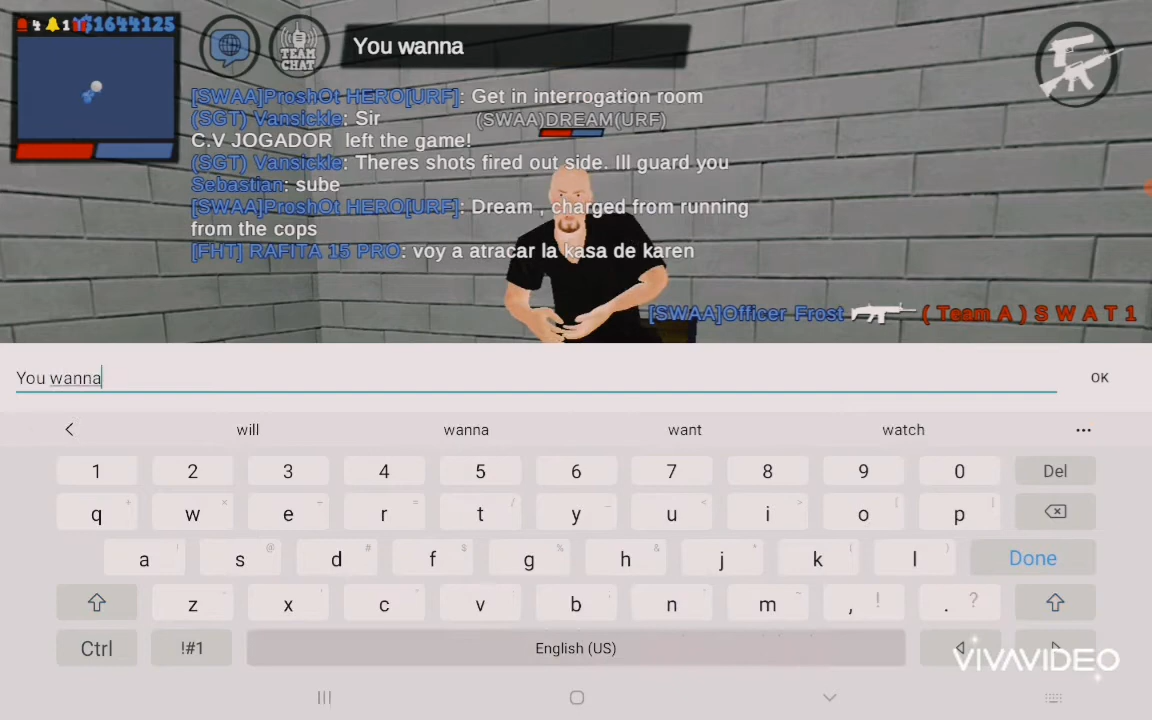 4 1 $1644125
TEAM CHAT
You wanna
[SWAA]ProshOt HERO[URF]: Get in interrogation room
(SGT) Vansickle: Sir
(SWAA)DREAM(URF)
C.V JOGADOR left the game!
(SGT) Vansickle: Theres shots fired out side. Ill guard you
Sebastian: sube
[SWAA]ProshOt HERO[URF]: Dream , charged from running
from the cops
[FHT] RAFITA 15 PRO: voy a atracar la kasa de karen
[SWAA]Officer Frost ( Team A ) S W A T 1
You wanna OK
will wanna want watch ...
1 2 3 4 5 6 7 8 9 0 Del
q w e r t y u i o p
a s d f g h j k l Done
z x c v b n m , ! . ?
Ctrl !#1 English (US)
VIVAVIDEO